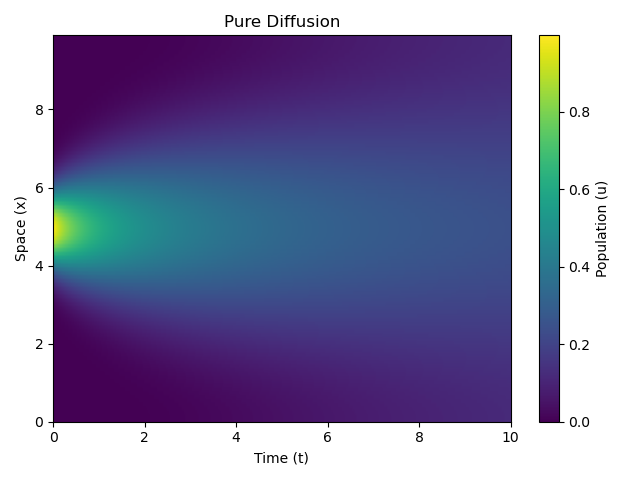 Pure Diffusion
Space (x)
8
6
4
2
0
0 2 4 6 8 10
Time (t)
0.8
0.6
0.4
0.2
0.0
Population (u)